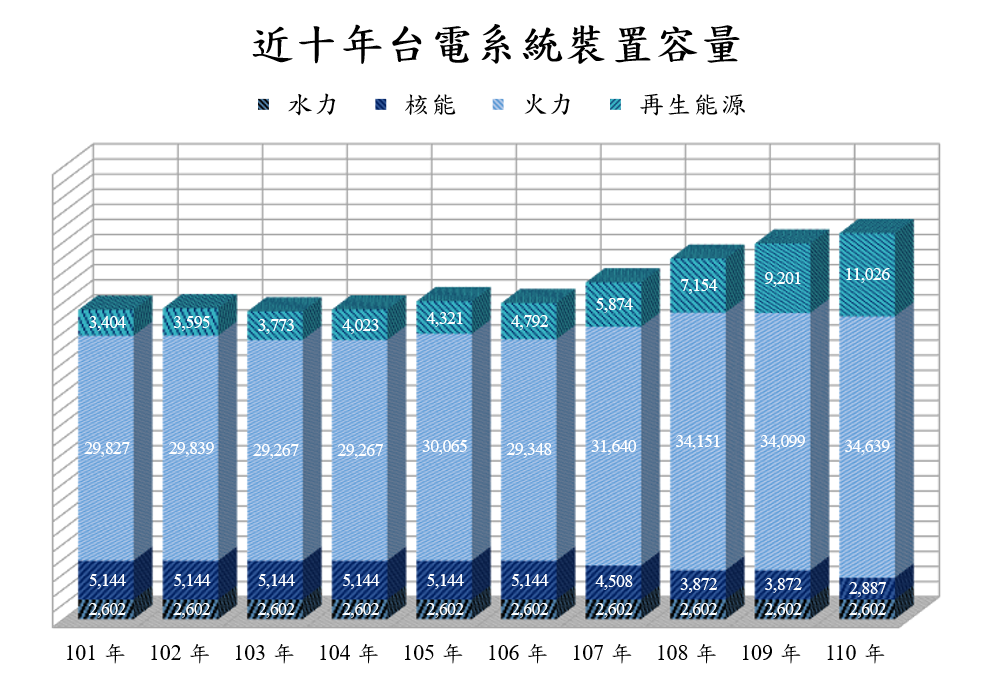 近十年台電系統裝置容量
水力 核能 火力 再生能源
3,404 3,595 3,773 4,023 4,321 4,792 5,874 7,154 9,201 11,026
29,827 29,839 29,267 29,267 30,065 29,348 31,640 34,151 34,099 34,639
5,144 5,144 5,144 5,144 5,144 5,144 4,508 3,872 3,872 2,887
2,602 2,602 2,602 2,602 2,602 2,602 2,602 2,602 2,602 2,602
101 年 102 年 103 年 104 年 105 年 106 年 107 年 108 年 109 年 110 年